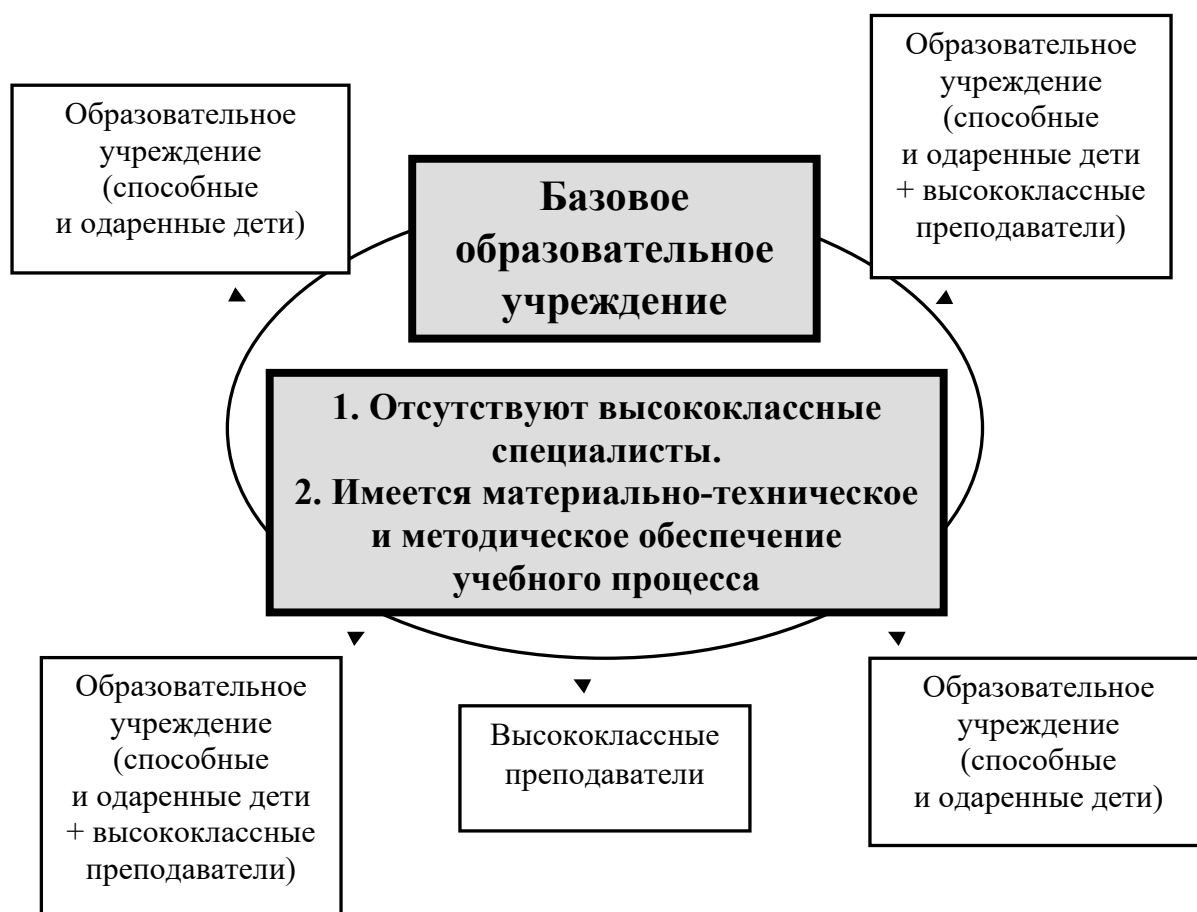 Образовательное
учреждение
(способные
и одаренные дети)
Образовательное
учреждение
(способные
и одаренные дети
+ высококлассные
преподаватели)
Базовое
образовательное
учреждение
1. Отсутствуют высококлассные
специалисты.
2. Имеется материально-техническое
и методическое обеспечение
учебного процесса
Образовательное
учреждение
(способные
и одаренные дети
+ высококлассные
преподаватели)
Высококлассные
преподаватели
Образовательное
учреждение
(способные
и одаренные дети)